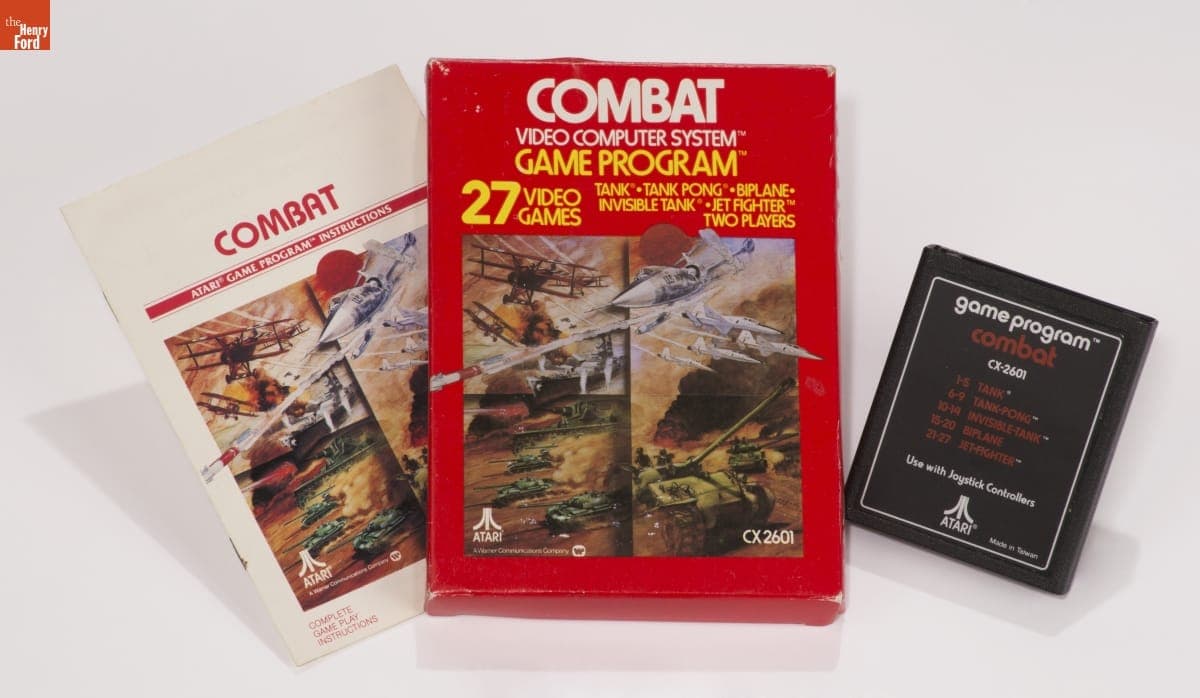 the
Henry
Ford
COMBAT
ATARI® GAME PROGRAM™ INSTRUCTIONS
ATARI
A Warner Communications Company
COMPLETE
GAME PLAY
INSTRUCTIONS
COMBAT
VIDEO COMPUTER SYSTEM™
GAME PROGRAM™
27 VIDEO GAMES
TANK® • TANK PONG® • BIPLANE •
INVISIBLE TANK® • JET FIGHTER™
TWO PLAYERS
ATARI
A Warner Communications Company
CX2601
game program™
combat
CX-2601
1-5 TANK®
6-9 TANK-PONG™
10-14 INVISIBLE-TANK™
15-20 BIPLANE
21-27 JET-FIGHTER™
Use with Joystick Controllers
ATARI®
Made in Taiwan